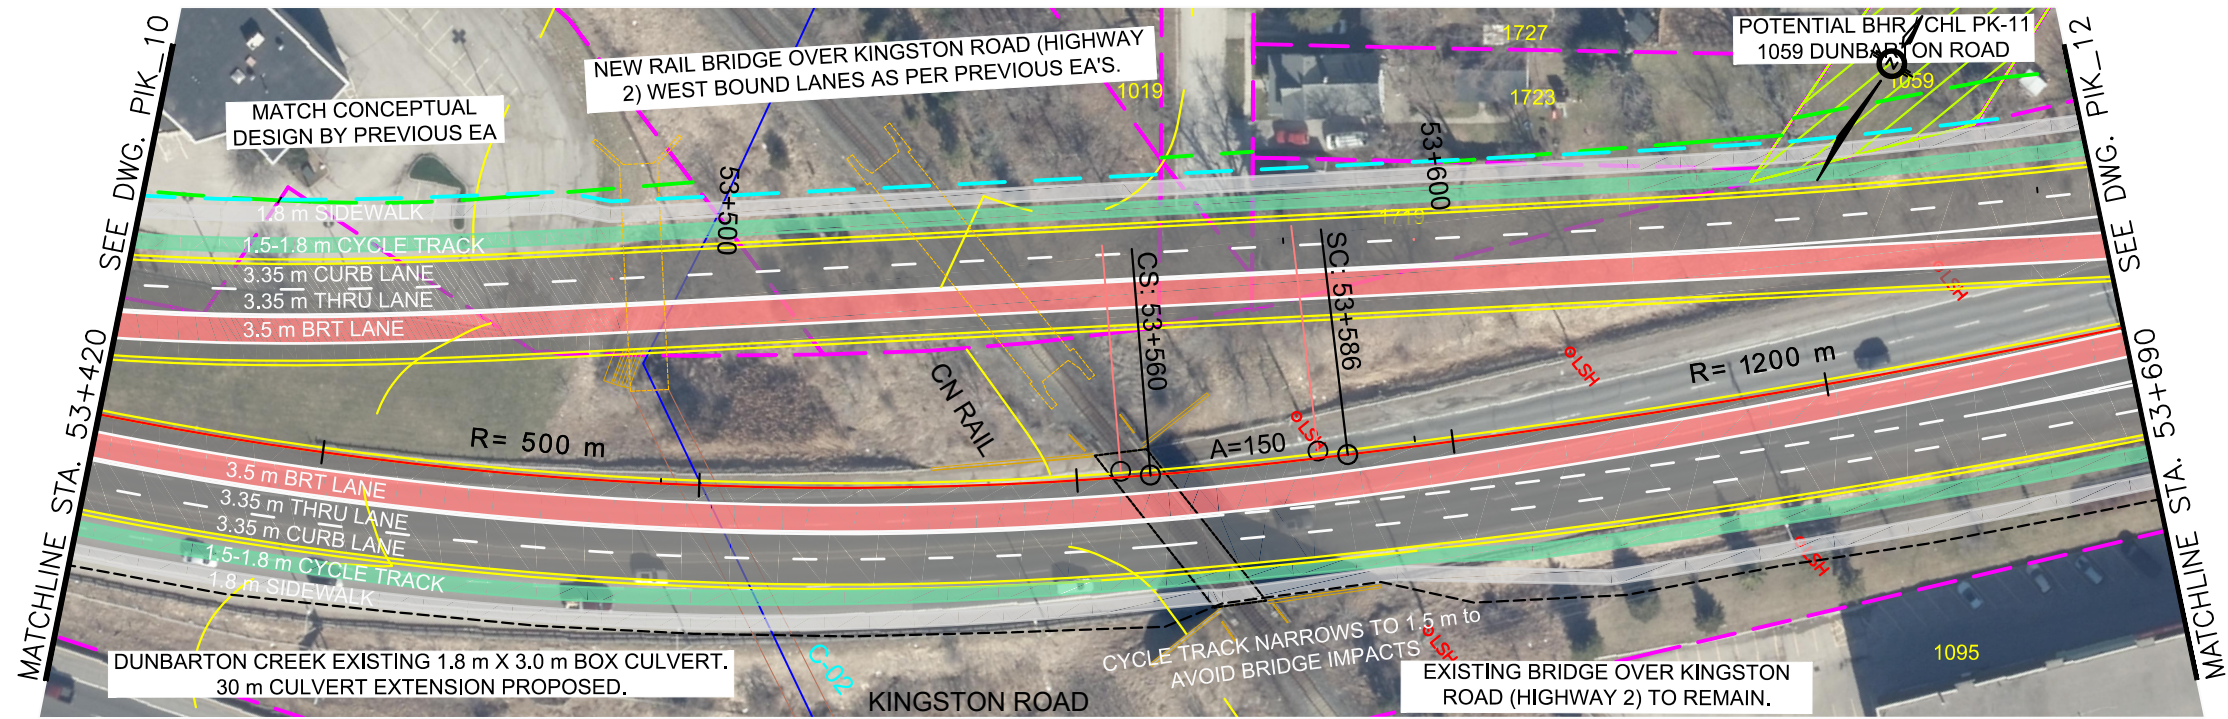 SEE DWG. PIK_10
MATCHLINE STA. 53+420
MATCH CONCEPTUAL
DESIGN BY PREVIOUS EA
NEW RAIL BRIDGE OVER KINGSTON ROAD (HIGHWAY
2) WEST BOUND LANES AS PER PREVIOUS EA'S.
1019
1727
1723
POTENTIAL BHR / CHL PK-11
1059 DUNBARTON ROAD
1059
SEE DWG. PIK_12
MATCHLINE STA. 53+690
53+500
53+600
1719
1.8 m SIDEWALK
1.5-1.8 m CYCLE TRACK
3.35 m CURB LANE
3.35 m THRU LANE
3.5 m BRT LANE
CS: 53+560
SC: 53+586
LSH
LSH
LSH
CN RAIL
R= 500 m
A=150
R= 1200 m
3.5 m BRT LANE
3.35 m THRU LANE
3.35 m CURB LANE
1.5-1.8 m CYCLE TRACK
1.8 m SIDEWALK
LSH
LSH
CYCLE TRACK NARROWS TO 1.5 m to
AVOID BRIDGE IMPACTS
DUNBARTON CREEK EXISTING 1.8 m X 3.0 m BOX CULVERT.
30 m CULVERT EXTENSION PROPOSED.
C-02
KINGSTON ROAD
EXISTING BRIDGE OVER KINGSTON
ROAD (HIGHWAY 2) TO REMAIN.
1095